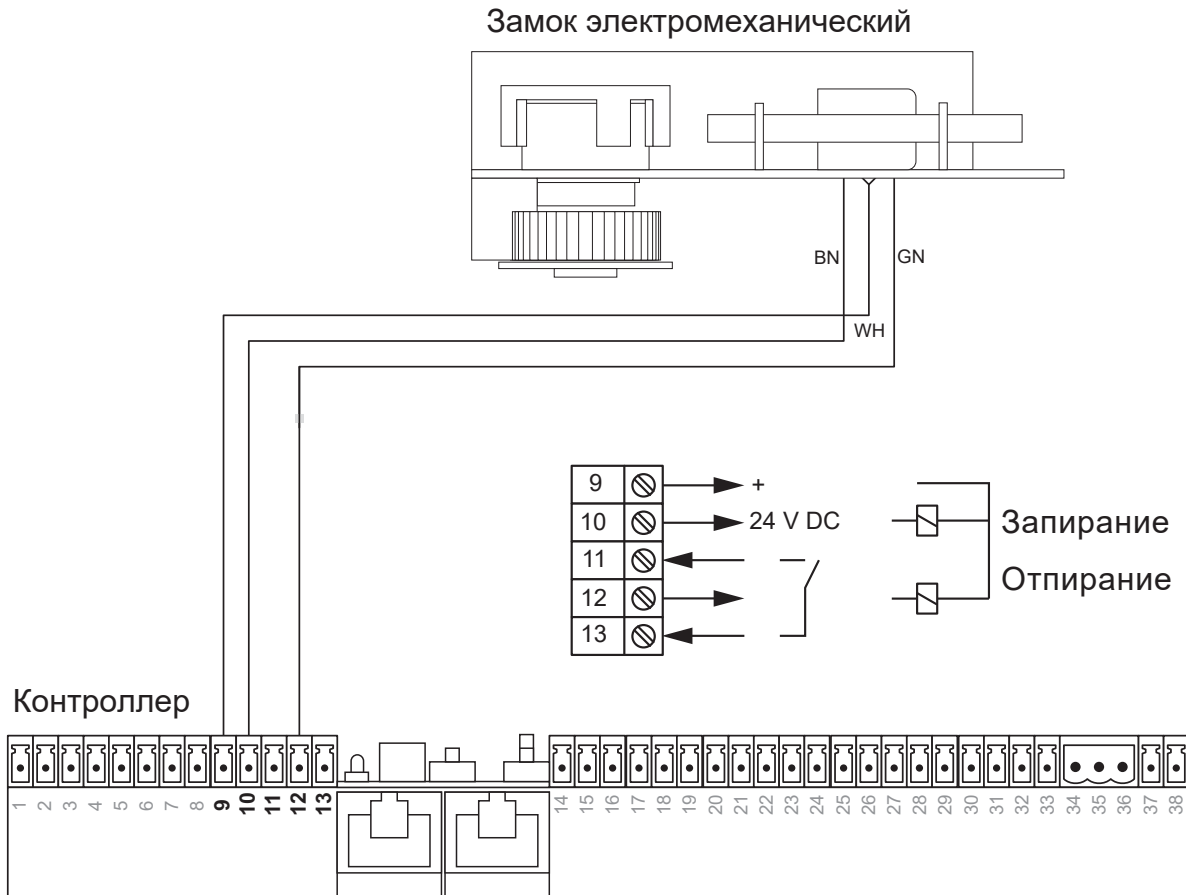 Замок электромеханический
BN
GN
WH
9
+
10
24 V DC
Запирание
11
12
Отпирание
13
Контроллер
1 2 3 4 5 6 7 8 9 10 11 12 13 14 15 16 17 18 19 20 21 22 23 24 25 26 27 28 29 30 31 32 33 34 35 36 37 38